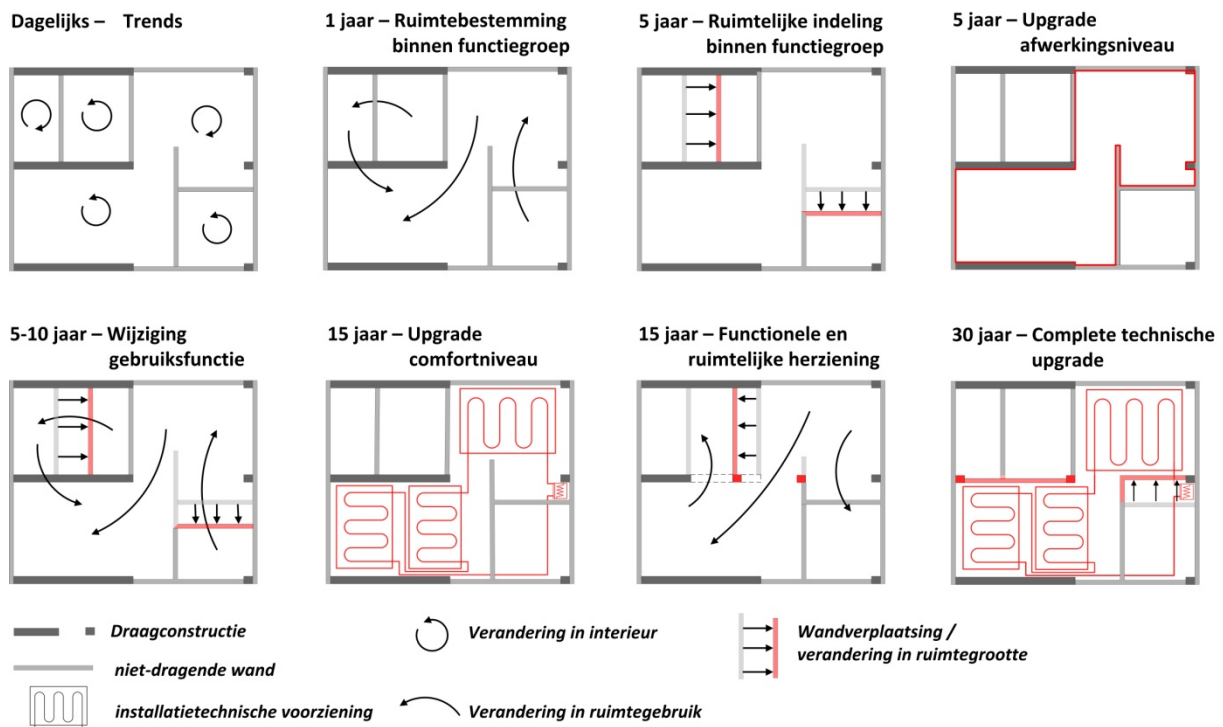 Dagelijks – Trends
1 jaar – Ruimtebestemming
binnen functiegroep
5 jaar – Ruimtelijke indeling
binnen functiegroep
5 jaar – Upgrade
afwerkingsniveau
5-10 jaar – Wijziging
gebruiksfunctie
15 jaar – Upgrade
comfortniveau
15 jaar – Functionele en
ruimtelijke herziening
30 jaar – Complete technische
upgrade
Draagconstructie
niet-dragende wand
installatietechnische voorziening
Verandering in interieur
Verandering in ruimtegebruik
Wandverplaatsing /
verandering in ruimtegrootte